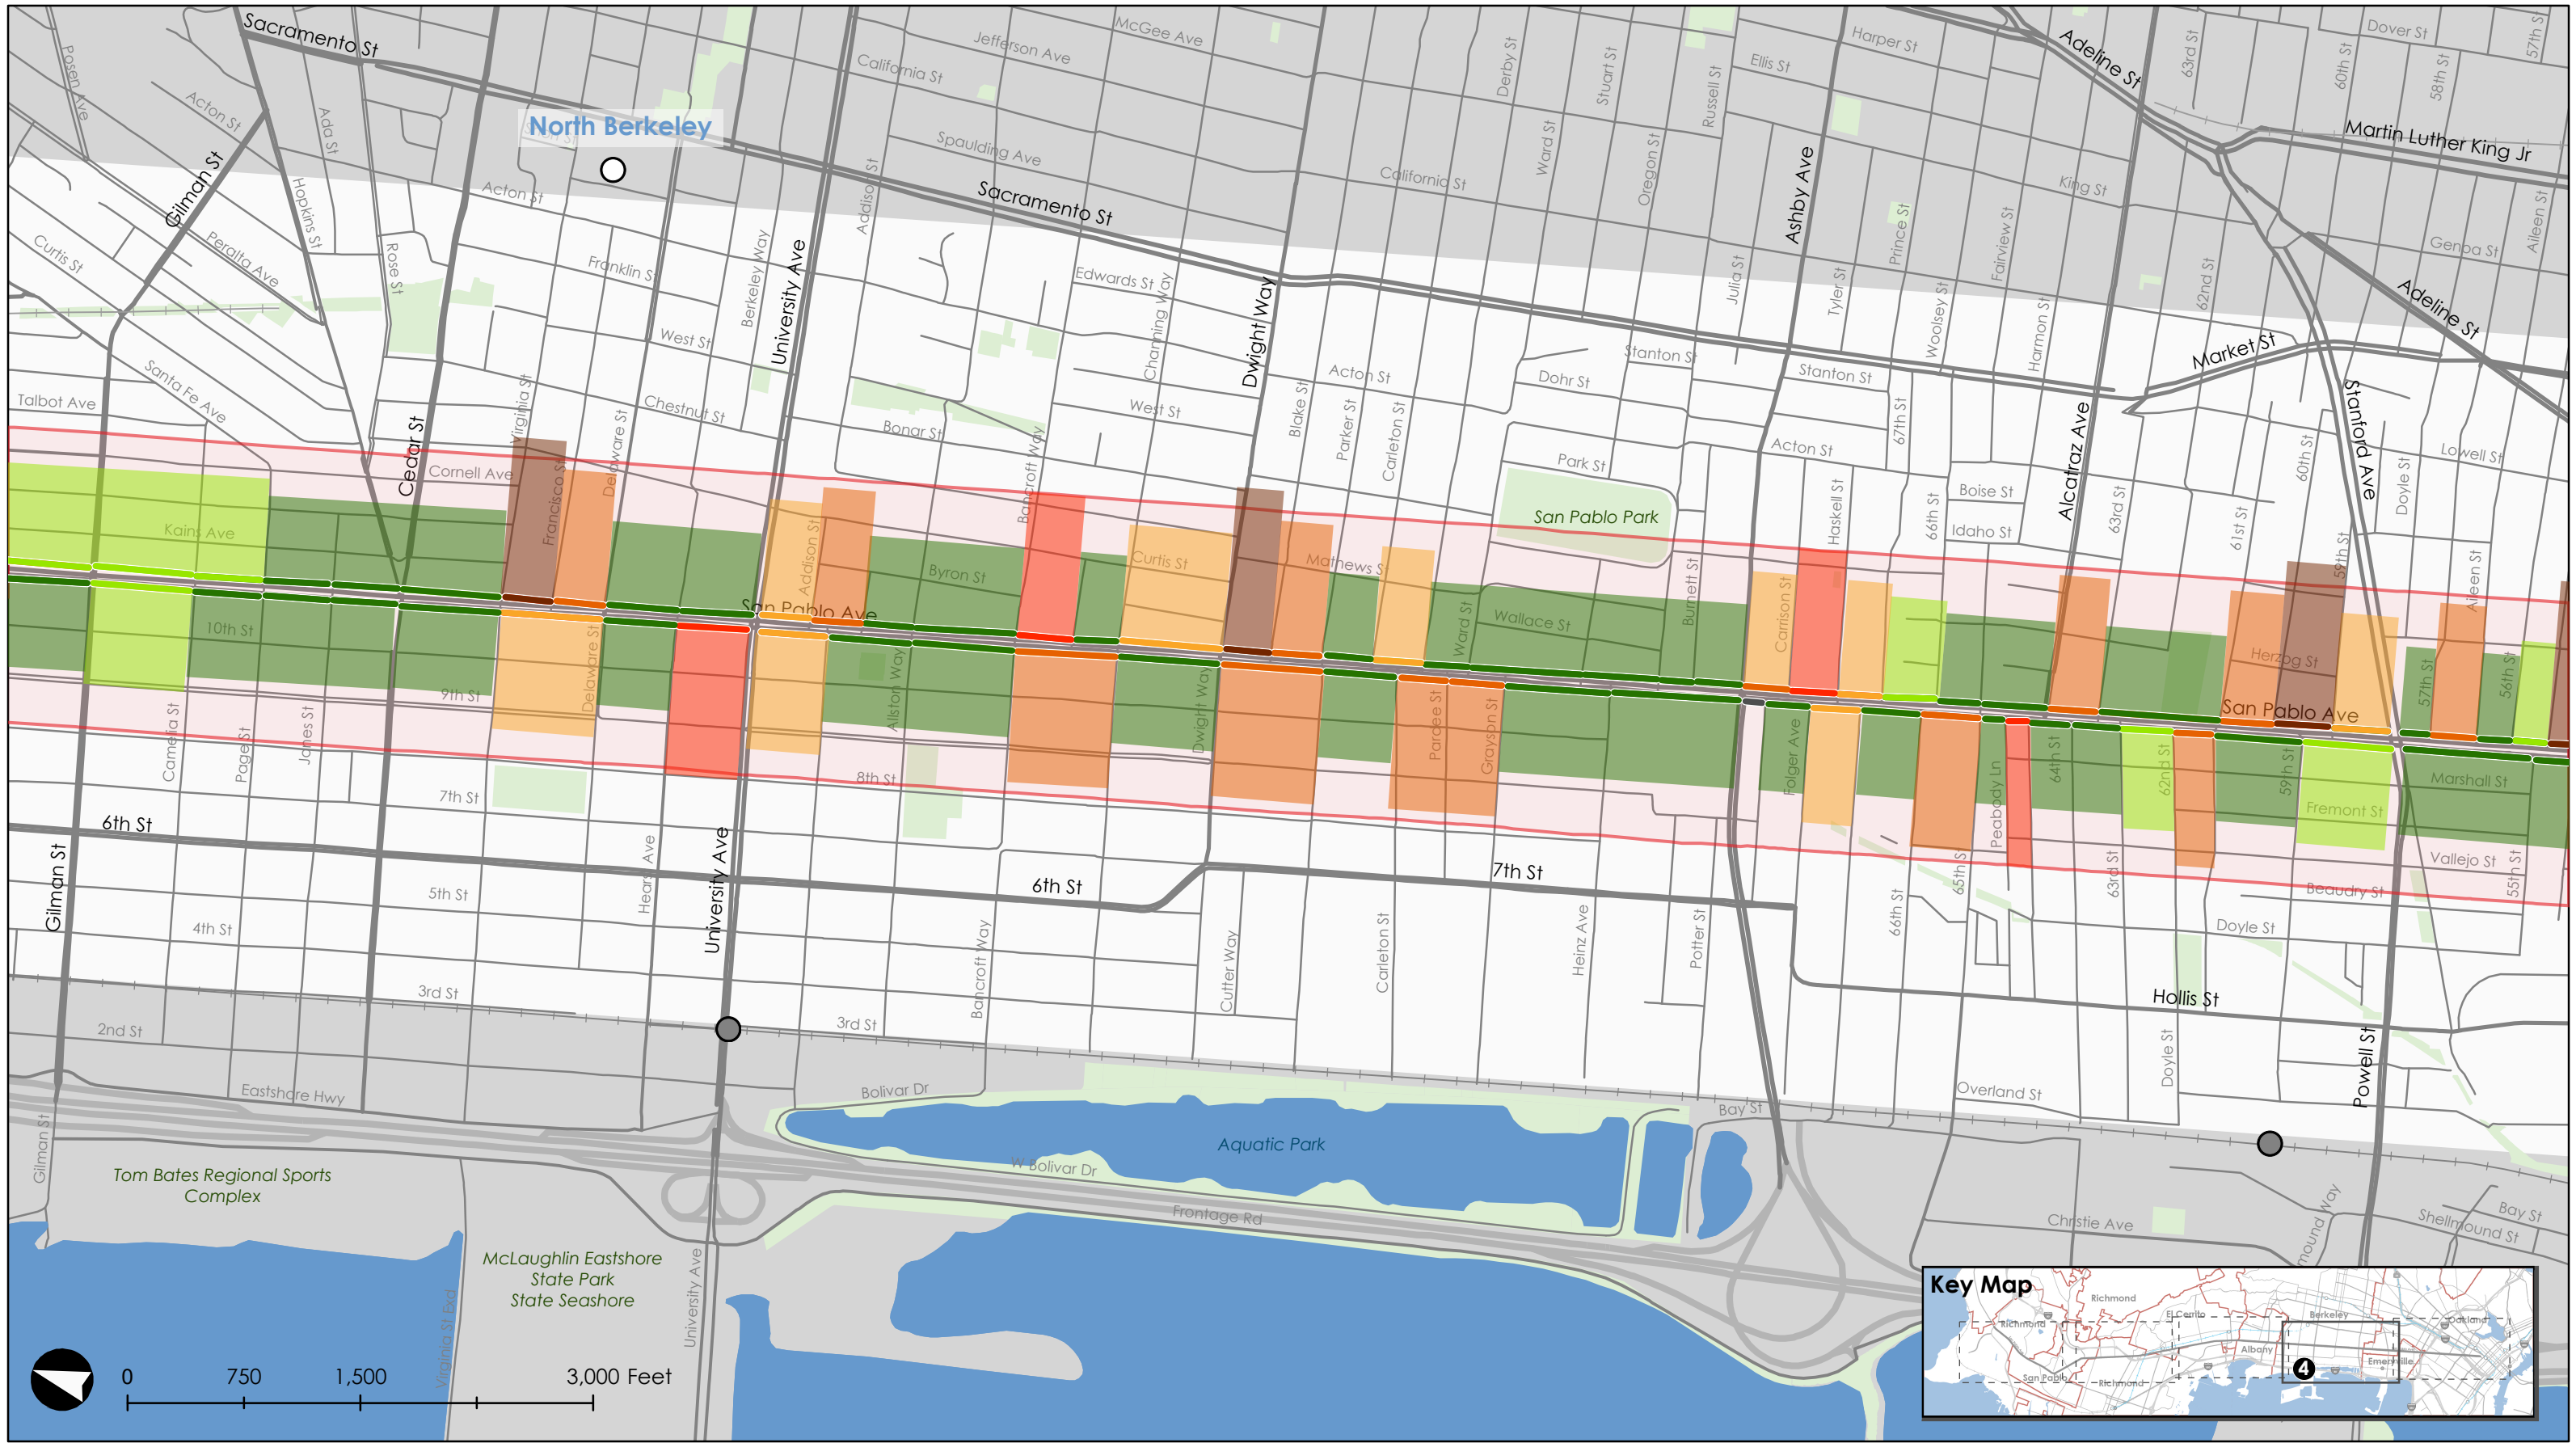 Sacramento St
McGee Ave
Jefferson Ave
California St
Harper St
Ellis St
Adeline St
Dover St
57th St
63rd St
60th St
58th St
Posen Ave
Acton St
Ada St
Derby St
Stuart St
Russell St
North Berkeley
Martin Luther King Jr
Spaulding Ave
Ward St
Oregon St
California St
King St
Gilman St
Hopkins St
Acton St
Addison St
Sacramento St
Ashby Ave
Prince St
Fairview St
Aileen St
Genoa St
Curtis St
Peralta Ave
Rose St
Franklin St
Berkeley Way
University Ave
Edwards St
Channing Way
Dwight Way
Julia St
Tyler St
Woolsey St
Harmon St
62nd St
Adeline St
Market St
West St
Stanton St
Stanton St
Santa Fe Ave
Talbot Ave
Virginia St
Chestnut St
Delaware St
Acton St
Dohr St
West St
Blake St
Parker St
Carleton St
Bonar St
67th St
Acton St
Alcatraz Ave
Stanford Ave
Lowell St
Doyle St
60th St
Cedar St
Cornell Ave
Francisco St
Bancroft Way
Park St
San Pablo Park
Haskell St
66th St
Boise St
Idaho St
63rd St
61st St
59th St
Kains Ave
Addison St
Byron St
Curtis St
Mathews St
Burnett St
Carrison St
Aileen St
San Pablo Ave
10th St
Ward St
Wallace St
Herzog St
57th St
56th St
San Pablo Ave
9th St
Delaware St
Allston Way
Dwight Way
Pardee St
Grayson St
Folger Ave
Peabody Ln
64th St
62nd St
59th St
Marshall St
Fremont St
Camelia St
Page St
Jones St
8th St
7th St
6th St
Gilman St
Hearst Ave
University Ave
6th St
7th St
65th St
63rd St
Vallejo St
Beaudry St
55th St
5th St
4th St
Bancroft Way
Cutter Way
Carleton St
Heinz Ave
Potter St
66th St
Doyle St
3rd St
3rd St
2nd St
Hollis St
Doyle St
Powell St
Eastshore Hwy
Bolivar Dr
Bay St
Overland St
Gilman St
Aquatic Park
W Bolivar Dr
Tom Bates Regional Sports
Complex
Frontage Rd
Christie Ave
Bay St
Shellmound St
mound Way
McLaughlin Eastshore
State Park
State Seashore
University Ave
Virginia St Exd
0 750 1,500 3,000 Feet
Key Map
Richmond
Richmond
El Cerrito
Berkeley
Oakland
Albany
Emeryville
San Pablo
Richmond
4